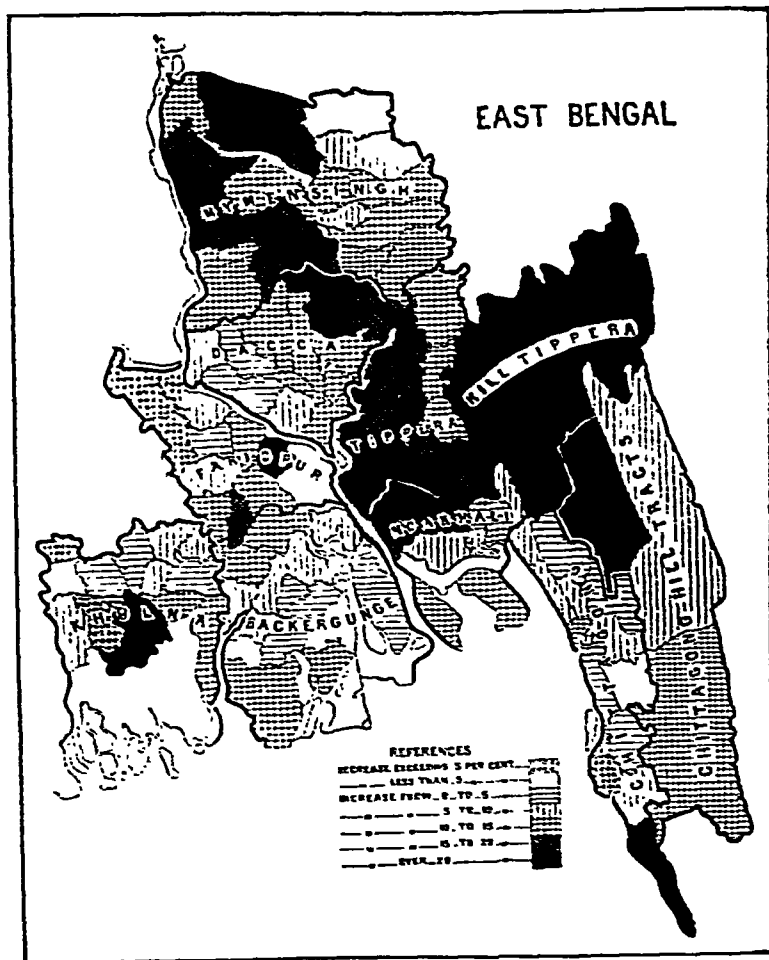 EAST BENGAL
MYMENSINGH
DACCA
HILL TIPPERA
TIPPERA
FARIDPUR
NOAKHALI
KHULNA
BACKERGUNGE
CHITTAGONG
CHITTAGONG HILL TRACTS
REFERENCES
DECREASE EXCEEDING 5 PER CENT
LESS THAN 5
INCREASE FROM 0 TO 5
5 TO 10
10 TO 15
15 TO 20
OVER 20